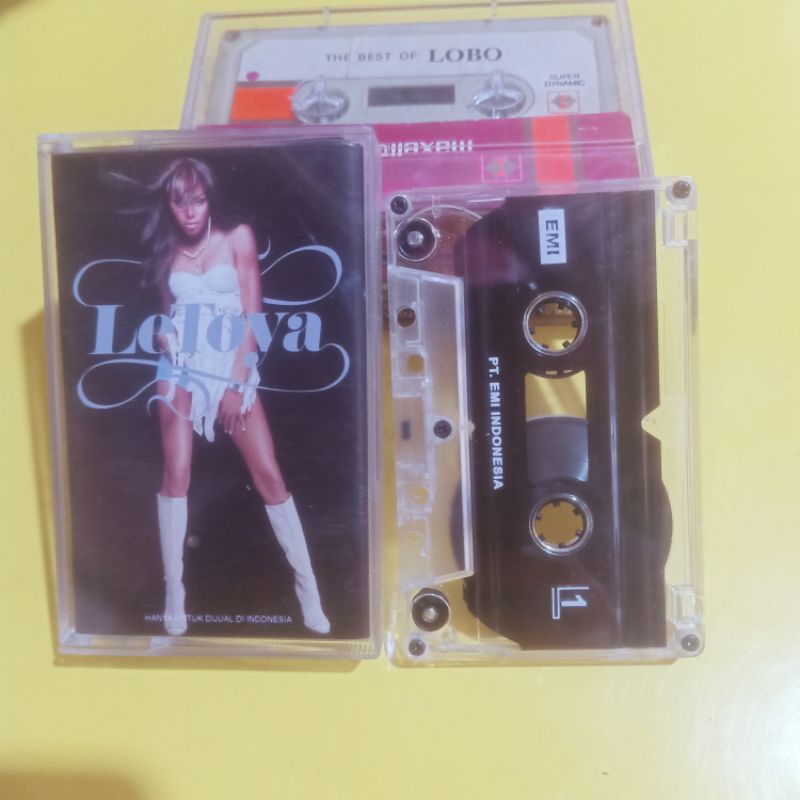 THE BEST OF LOBO
SUPER
DYNAMIC
maxell
LeToya
HANYA UNTUK DIJUAL DI INDONESIA
EMI
PT. EMI INDONESIA
1